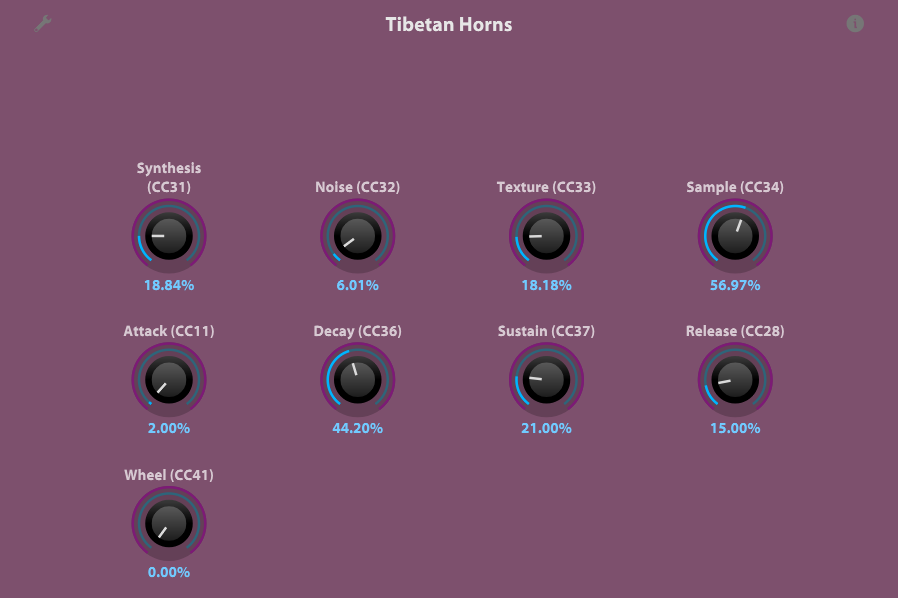 Tibetan Horns
Synthesis
(CC31)
Noise (CC32)
Texture (CC33)
Sample (CC34)
18.84%
6.01%
18.18%
56.97%
Attack (CC11)
Decay (CC36)
Sustain (CC37)
Release (CC28)
2.00%
44.20%
21.00%
15.00%
Wheel (CC41)
0.00%